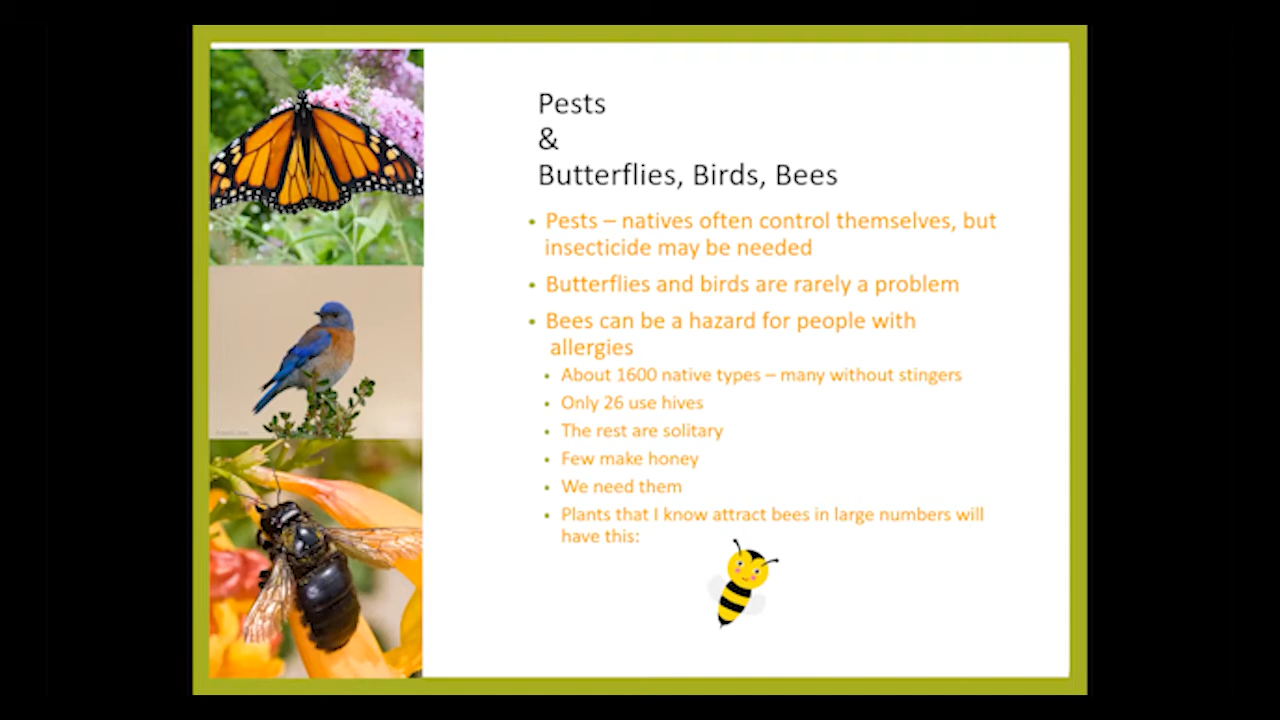 Pests
&
Butterflies, Birds, Bees
• Pests – natives often control themselves, but
insecticide may be needed
• Butterflies and birds are rarely a problem
• Bees can be a hazard for people with
allergies
• About 1600 native types – many without stingers
• Only 26 use hives
• The rest are solitary
• Few make honey
• We need them
• Plants that I know attract bees in large numbers will
have this: